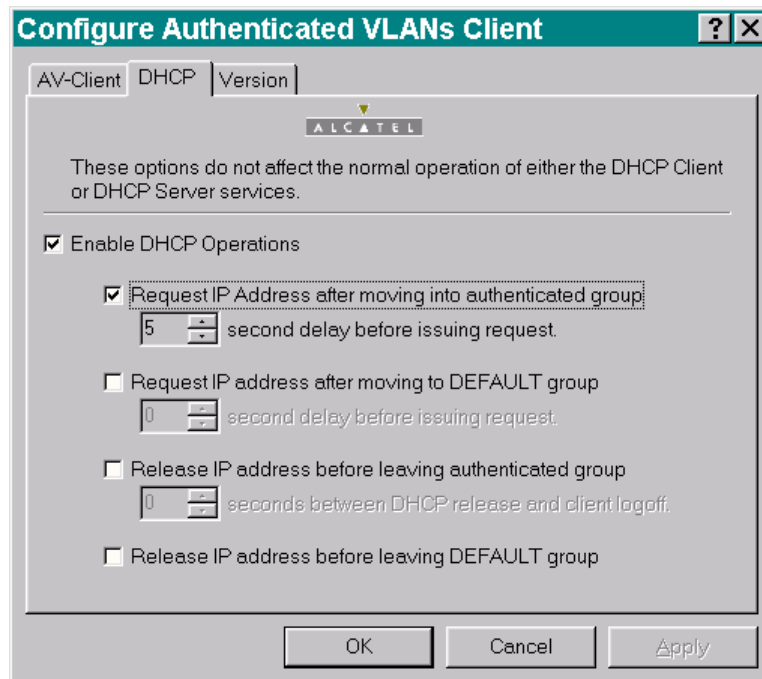 Configure Authenticated VLANs Client
? X
AV-Client DHCP Version
ALCATEL
These options do not affect the normal operation of either the DHCP Client
or DHCP Server services.
Enable DHCP Operations
Request IP Address after moving into authenticated group
5 second delay before issuing request.
Request IP address after moving to DEFAULT group
0 second delay before issuing request.
Release IP address before leaving authenticated group
0 seconds between DHCP release and client logoff.
Release IP address before leaving DEFAULT group
OK Cancel Apply